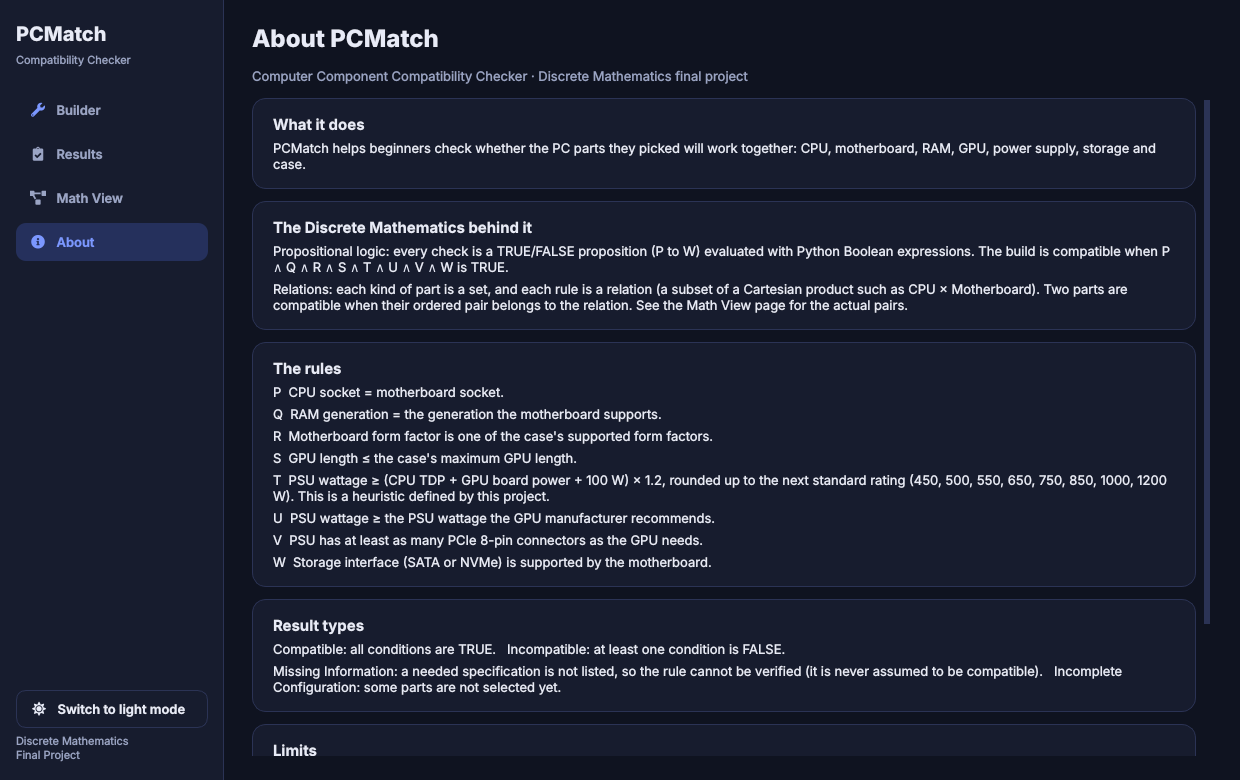 PCMatch
Compatibility Checker
Builder
Results
Math View
About
Switch to light mode
Discrete Mathematics
Final Project
About PCMatch
Computer Component Compatibility Checker · Discrete Mathematics final project
What it does
PCMatch helps beginners check whether the PC parts they picked will work together: CPU, motherboard, RAM, GPU, power supply, storage and
case.
The Discrete Mathematics behind it
Propositional logic: every check is a TRUE/FALSE proposition (P to W) evaluated with Python Boolean expressions. The build is compatible when P
∧ Q ∧ R ∧ S ∧ T ∧ U ∧ V ∧ W is TRUE.
Relations: each kind of part is a set, and each rule is a relation (a subset of a Cartesian product such as CPU × Motherboard). Two parts are
compatible when their ordered pair belongs to the relation. See the Math View page for the actual pairs.
The rules
P CPU socket = motherboard socket.
Q RAM generation = the generation the motherboard supports.
R Motherboard form factor is one of the case's supported form factors.
S GPU length ≤ the case's maximum GPU length.
T PSU wattage ≥ (CPU TDP + GPU board power + 100 W) × 1.2, rounded up to the next standard rating (450, 500, 550, 650, 750, 850, 1000, 1200
W). This is a heuristic defined by this project.
U PSU wattage ≥ the PSU wattage the GPU manufacturer recommends.
V PSU has at least as many PCIe 8-pin connectors as the GPU needs.
W Storage interface (SATA or NVMe) is supported by the motherboard.
Result types
Compatible: all conditions are TRUE. Incompatible: at least one condition is FALSE.
Missing Information: a needed specification is not listed, so the rule cannot be verified (it is never assumed to be compatible). Incomplete
Configuration: some parts are not selected yet.
Limits